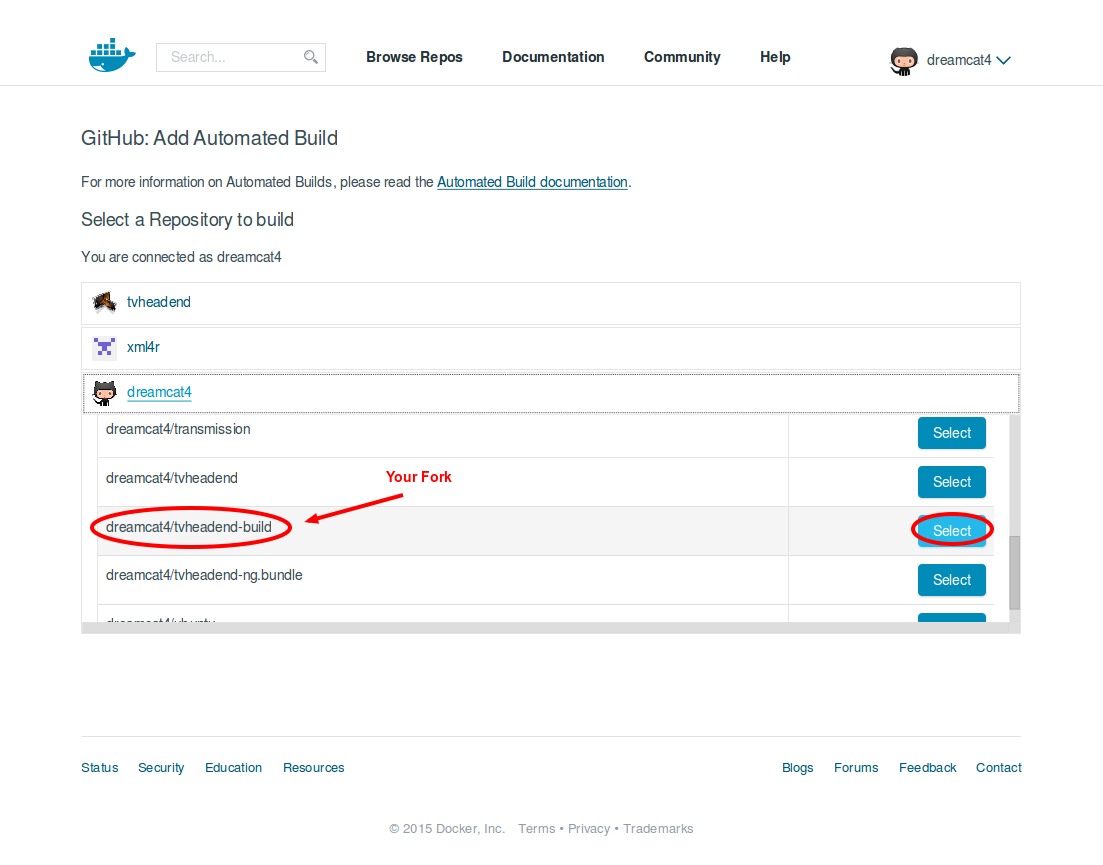 Search...
Browse Repos
Documentation
Community
Help
dreamcat4
GitHub: Add Automated Build
For more information on Automated Builds, please read the Automated Build documentation.
Select a Repository to build
You are connected as dreamcat4
tvheadend
xml4r
dreamcat4
dreamcat4/transmission
Select
dreamcat4/tvheadend
Select
Your Fork
dreamcat4/tvheadend-build
Select
dreamcat4/tvheadend-ng.bundle
Select
Status
Security
Education
Resources
Blogs
Forums
Feedback
Contact
© 2015 Docker, Inc. Terms • Privacy • Trademarks